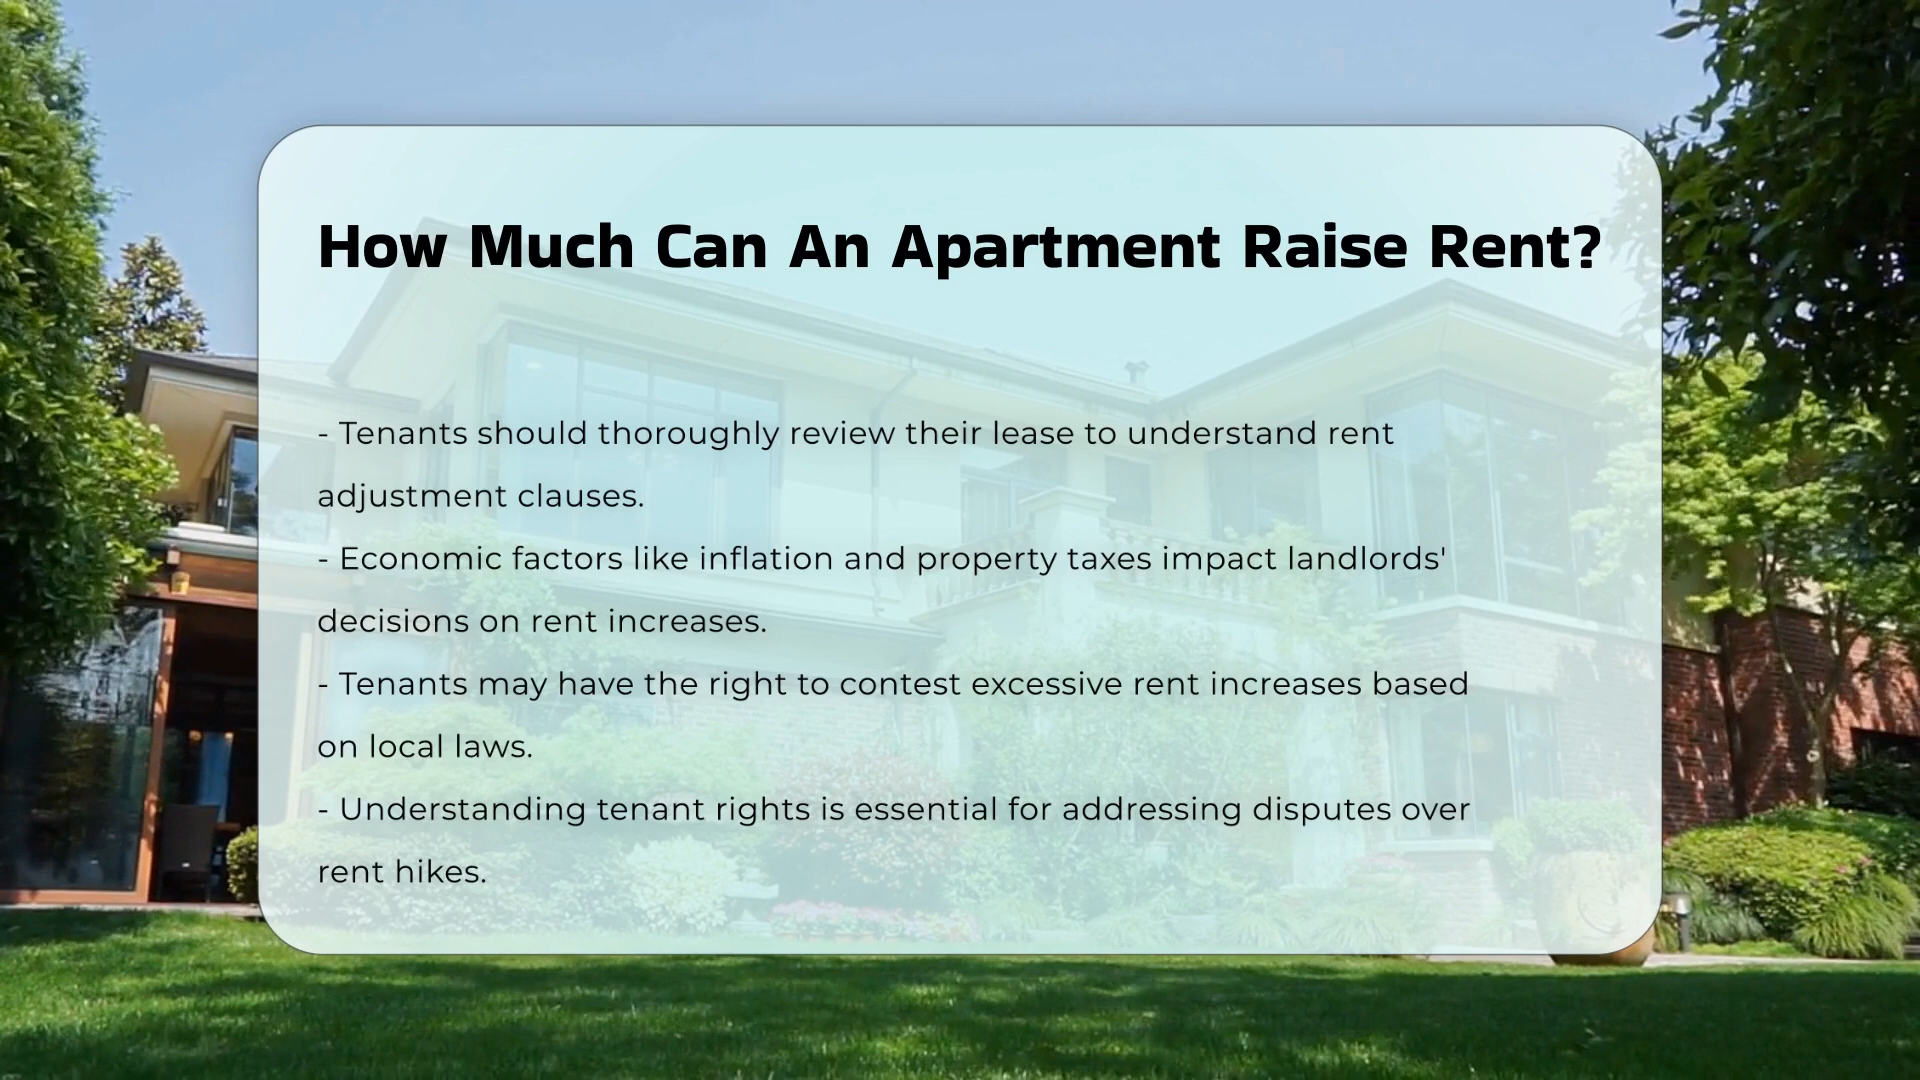 How Much Can An Apartment Raise Rent?
- Tenants should thoroughly review their lease to understand rent
adjustment clauses.
- Economic factors like inflation and property taxes impact landlords'
decisions on rent increases.
- Tenants may have the right to contest excessive rent increases based
on local laws.
- Understanding tenant rights is essential for addressing disputes over
rent hikes.